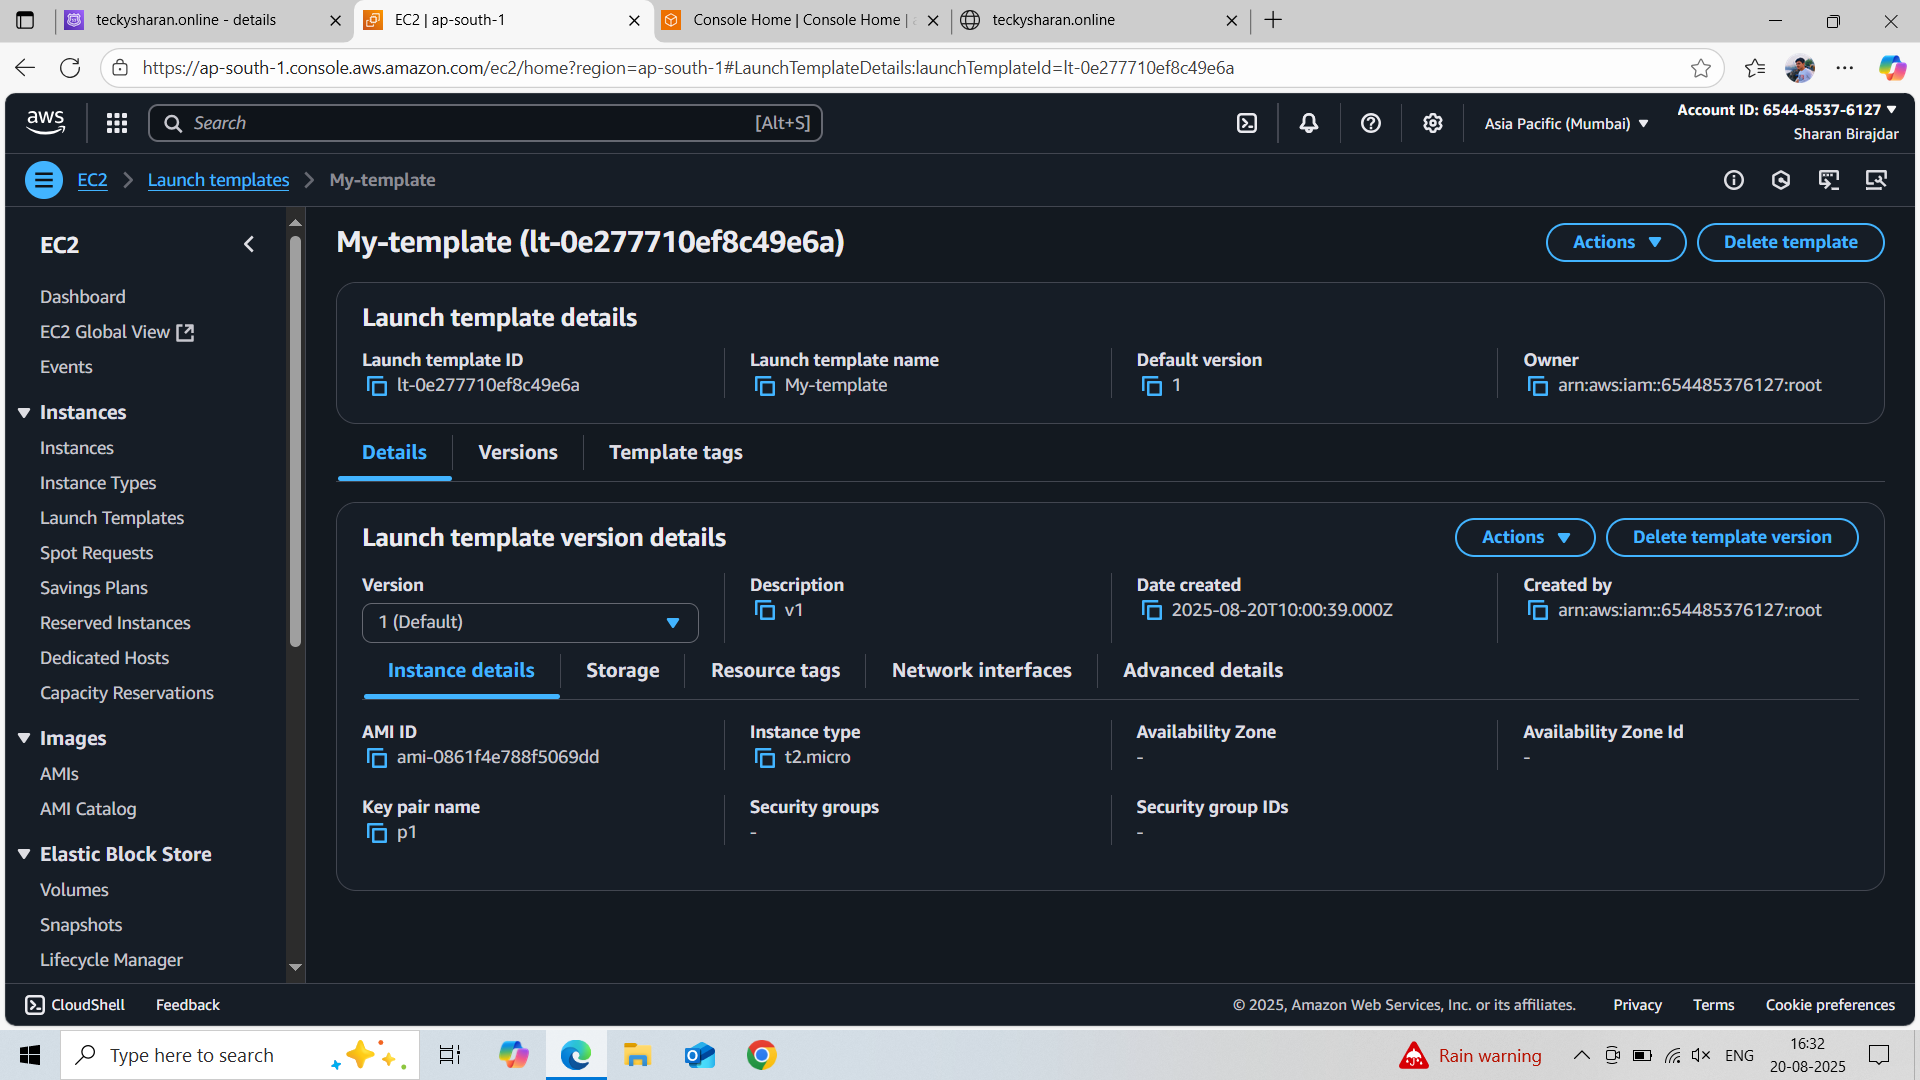 teckysharan.online - details
EC2 | ap-south-1
Console Home | Console Home |
teckysharan.online
https://ap-south-1.console.aws.amazon.com/ec2/home?region=ap-south-1#LaunchTemplateDetails:launchTemplateId=lt-0e277710ef8c49e6a
aws
Search
[Alt+S]
Asia Pacific (Mumbai)
Account ID: 6544-8537-6127
Sharan Birajdar
EC2 > Launch templates > My-template
EC2
Dashboard
EC2 Global View
Events
Instances
Instances
Instance Types
Launch Templates
Spot Requests
Savings Plans
Reserved Instances
Dedicated Hosts
Capacity Reservations
Images
AMIs
AMI Catalog
Elastic Block Store
Volumes
Snapshots
Lifecycle Manager
My-template (lt-0e277710ef8c49e6a)
Actions
Delete template
Launch template details
Launch template ID
lt-0e277710ef8c49e6a
Launch template name
My-template
Default version
1
Owner
arn:aws:iam::654485376127:root
Details
Versions
Template tags
Launch template version details
Actions
Delete template version
Version
1 (Default)
Description
v1
Date created
2025-08-20T10:00:39.000Z
Created by
arn:aws:iam::654485376127:root
Instance details
Storage
Resource tags
Network interfaces
Advanced details
AMI ID
ami-0861f4e788f5069dd
Instance type
t2.micro
Availability Zone
-
Availability Zone Id
-
Key pair name
p1
Security groups
-
Security group IDs
-
CloudShell
Feedback
© 2025, Amazon Web Services, Inc. or its affiliates.
Privacy
Terms
Cookie preferences
Type here to search
Rain warning
ENG
16:32
20-08-2025